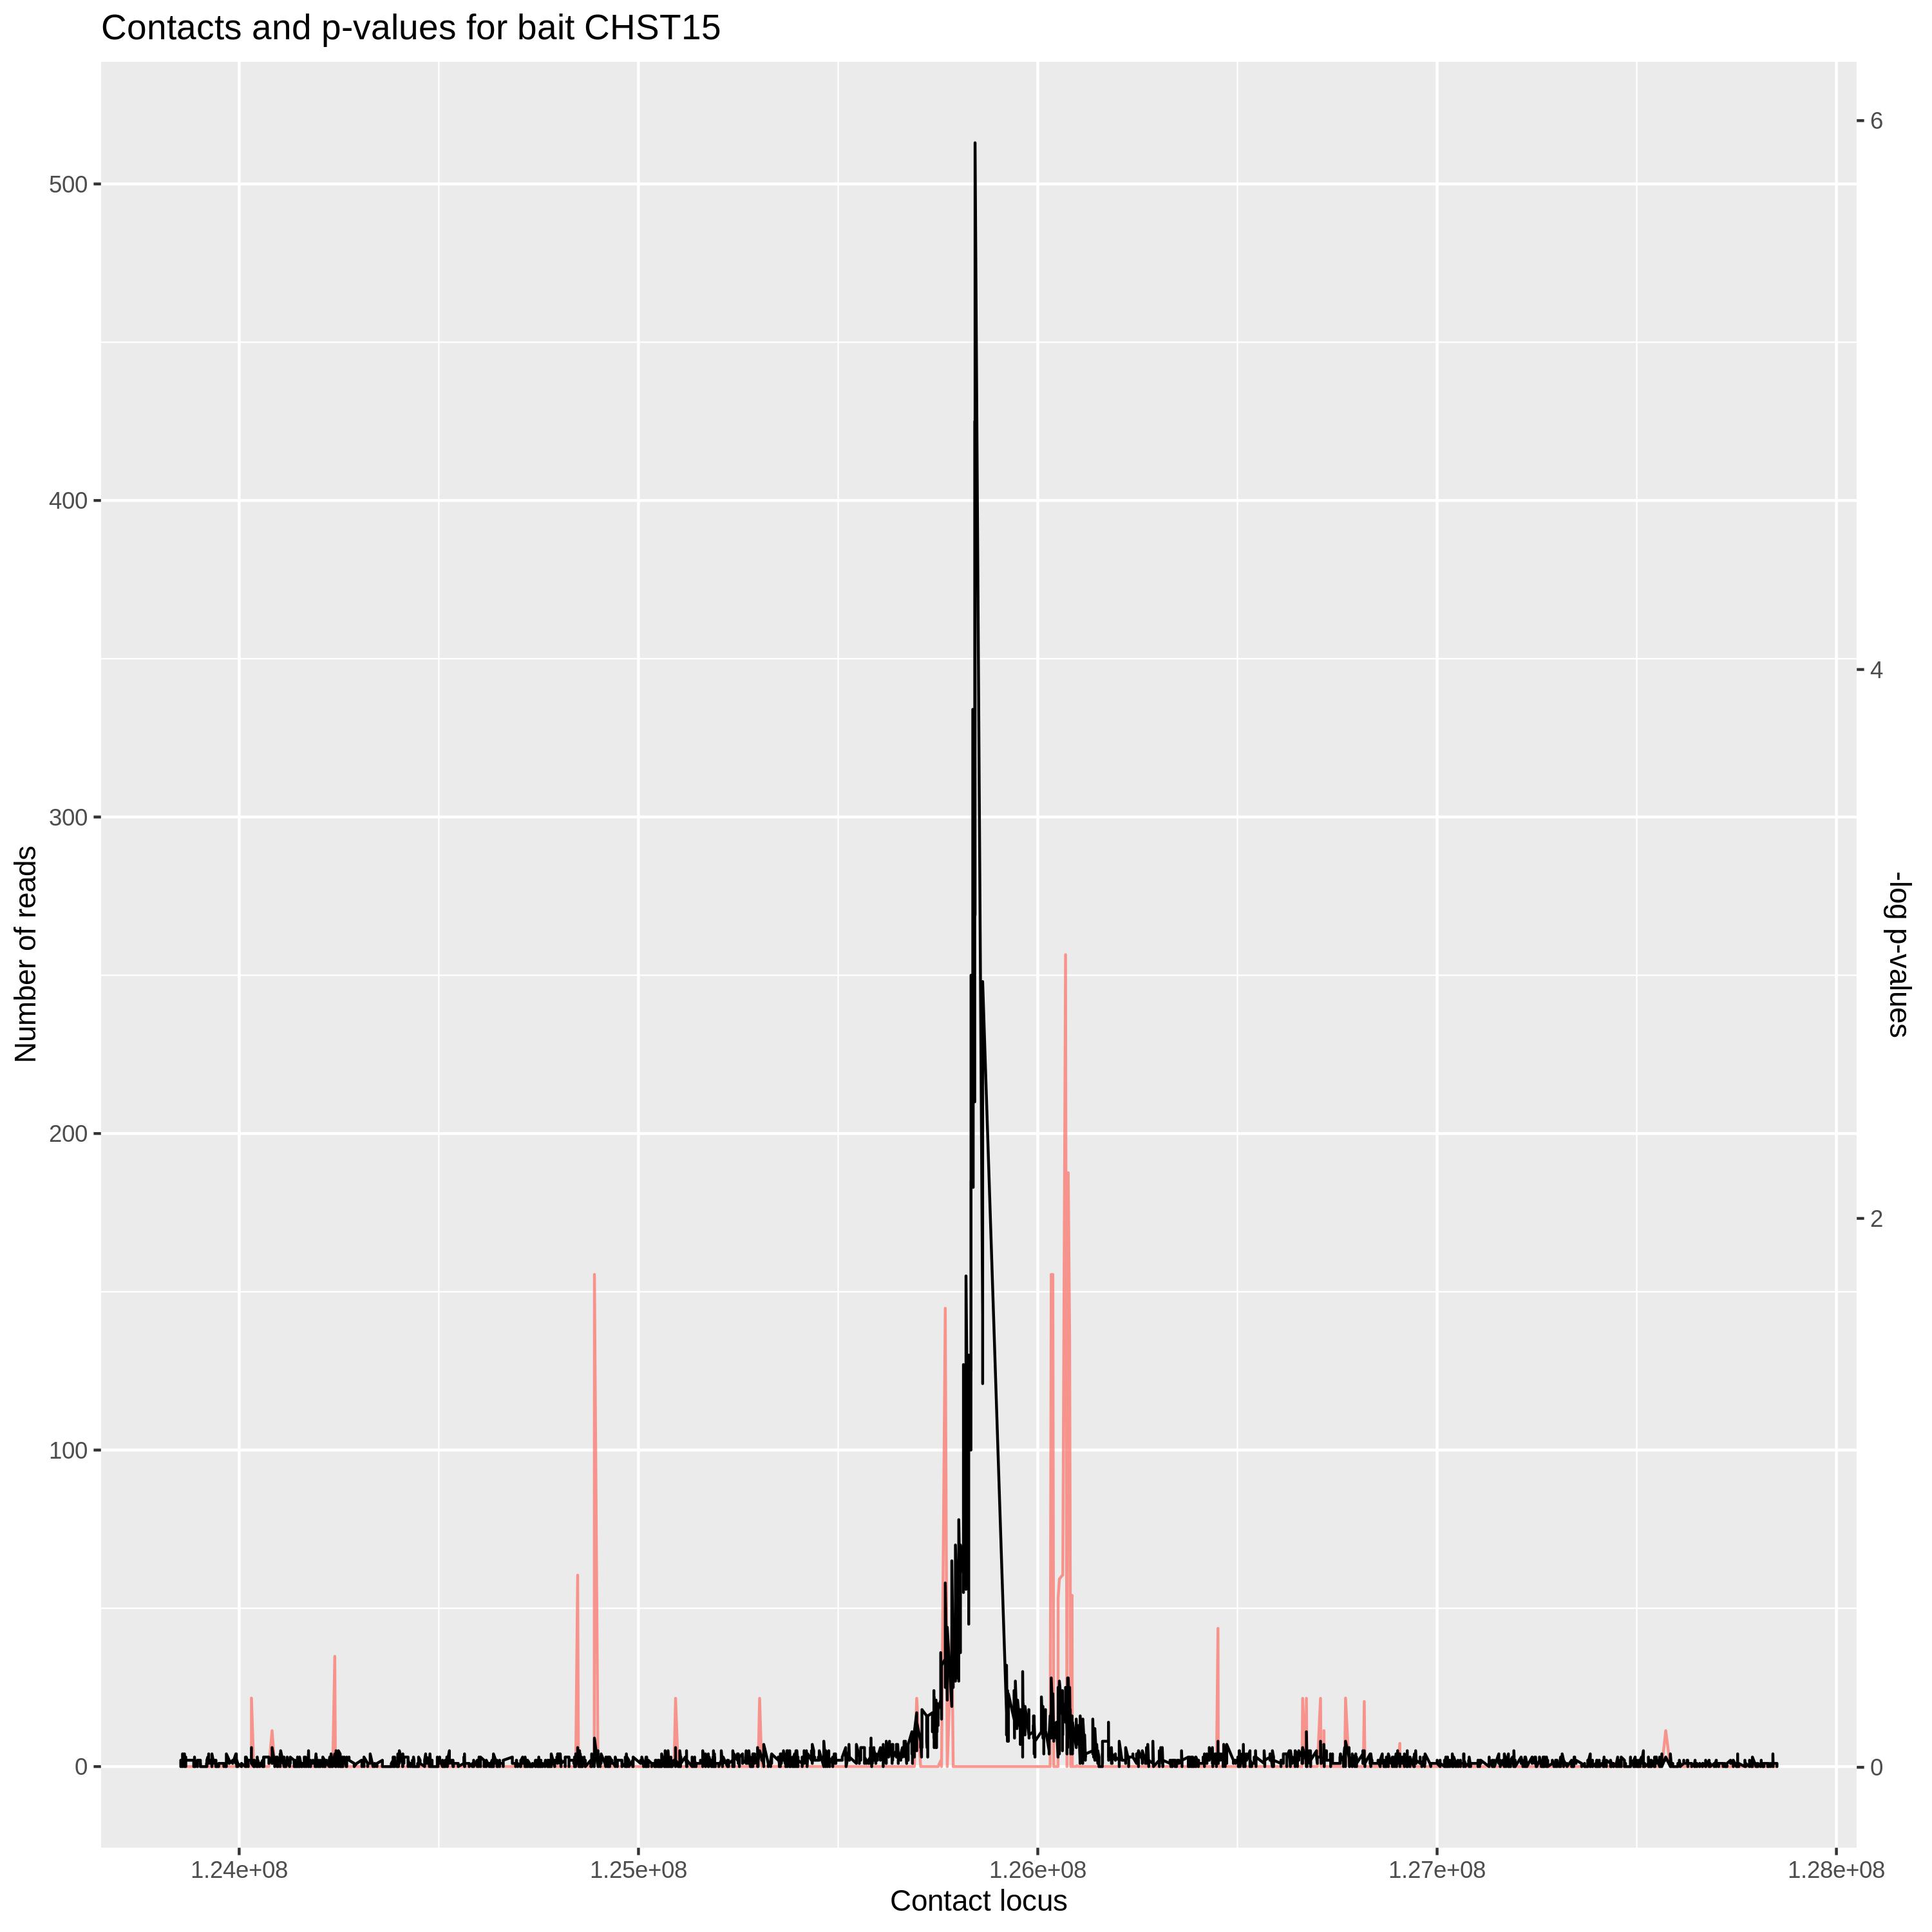 Contacts and p-values for bait CHST15
500
400
300
200
100
0
Number of reads
6
4
2
0
-log p-values
1.24e+08
1.25e+08
1.26e+08
1.27e+08
1.28e+08
Contact locus